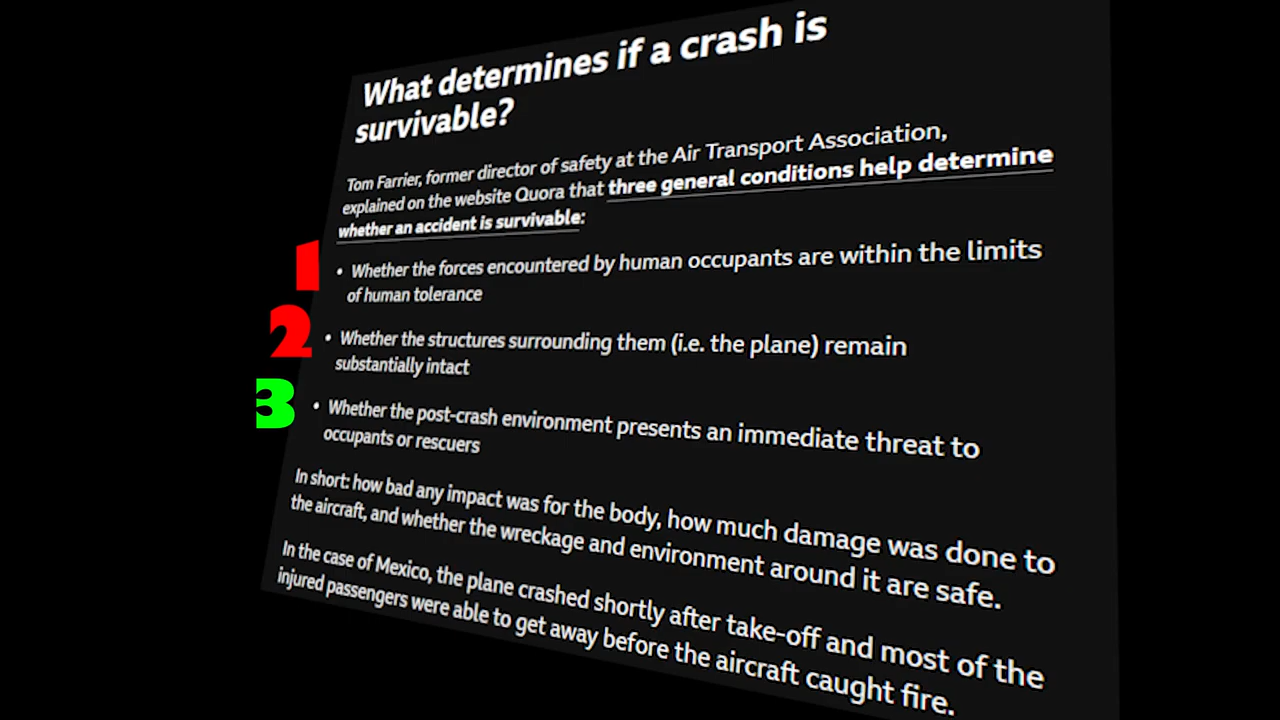 What determines if a crash is
survivable?
Tom Farrier, former director of safety at the Air Transport Association,
explained on the website Quora that three general conditions help determine
whether an accident is survivable:
1
• Whether the forces encountered by human occupants are within the limits
of human tolerance
2
• Whether the structures surrounding them (i.e. the plane) remain
substantially intact
3
• Whether the post-crash environment presents an immediate threat to
occupants or rescuers
In short: how bad any impact was for the body, how much damage was done to
the aircraft, and whether the wreckage and environment around it are safe.
In the case of Mexico, the plane crashed shortly after take-off and most of the
injured passengers were able to get away before the aircraft caught fire.